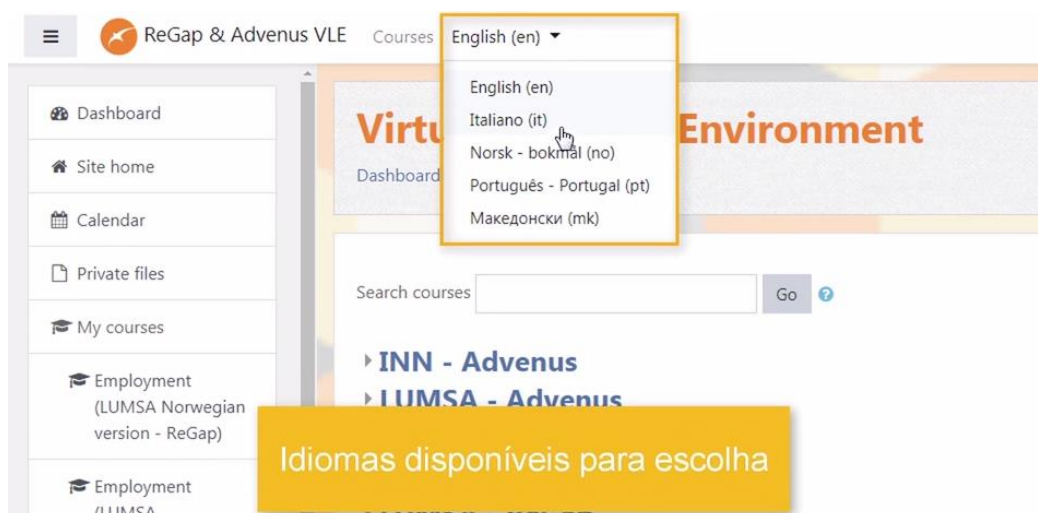 ReGap & Advenus VLE Courses English (en)
English (en)
Italiano (it)
Norsk - bokmål (no)
Português - Portugal (pt)
Македонски (mk)
Dashboard
Site home
Calendar
Private files
My courses
Employment
(LUMSA Norwegian
version - ReGap)
Employment
(LUMSA
Virtu Environment
Dashboard
Search courses Go
INN - Advenus
LUMSA - Advenus
Idiomas disponíveis para escolha